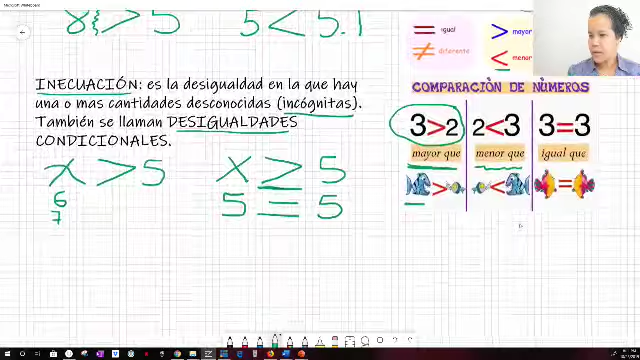 Microsoft Whiteboard
8 > 5
5 < 5.1
= igual
> mayor
≠ diferente
< menor
COMPARACIÓN DE NÚMEROS
3>2 2<3 3=3
mayor que menor que igual que
> < =
INECUACIÓN: es la desigualdad en la que hay
una o mas cantidades desconocidas (incógnitas).
También se llaman DESIGUALDADES
CONDICIONALES.
x > 5
x ≥ 5
6
7
5 = 5